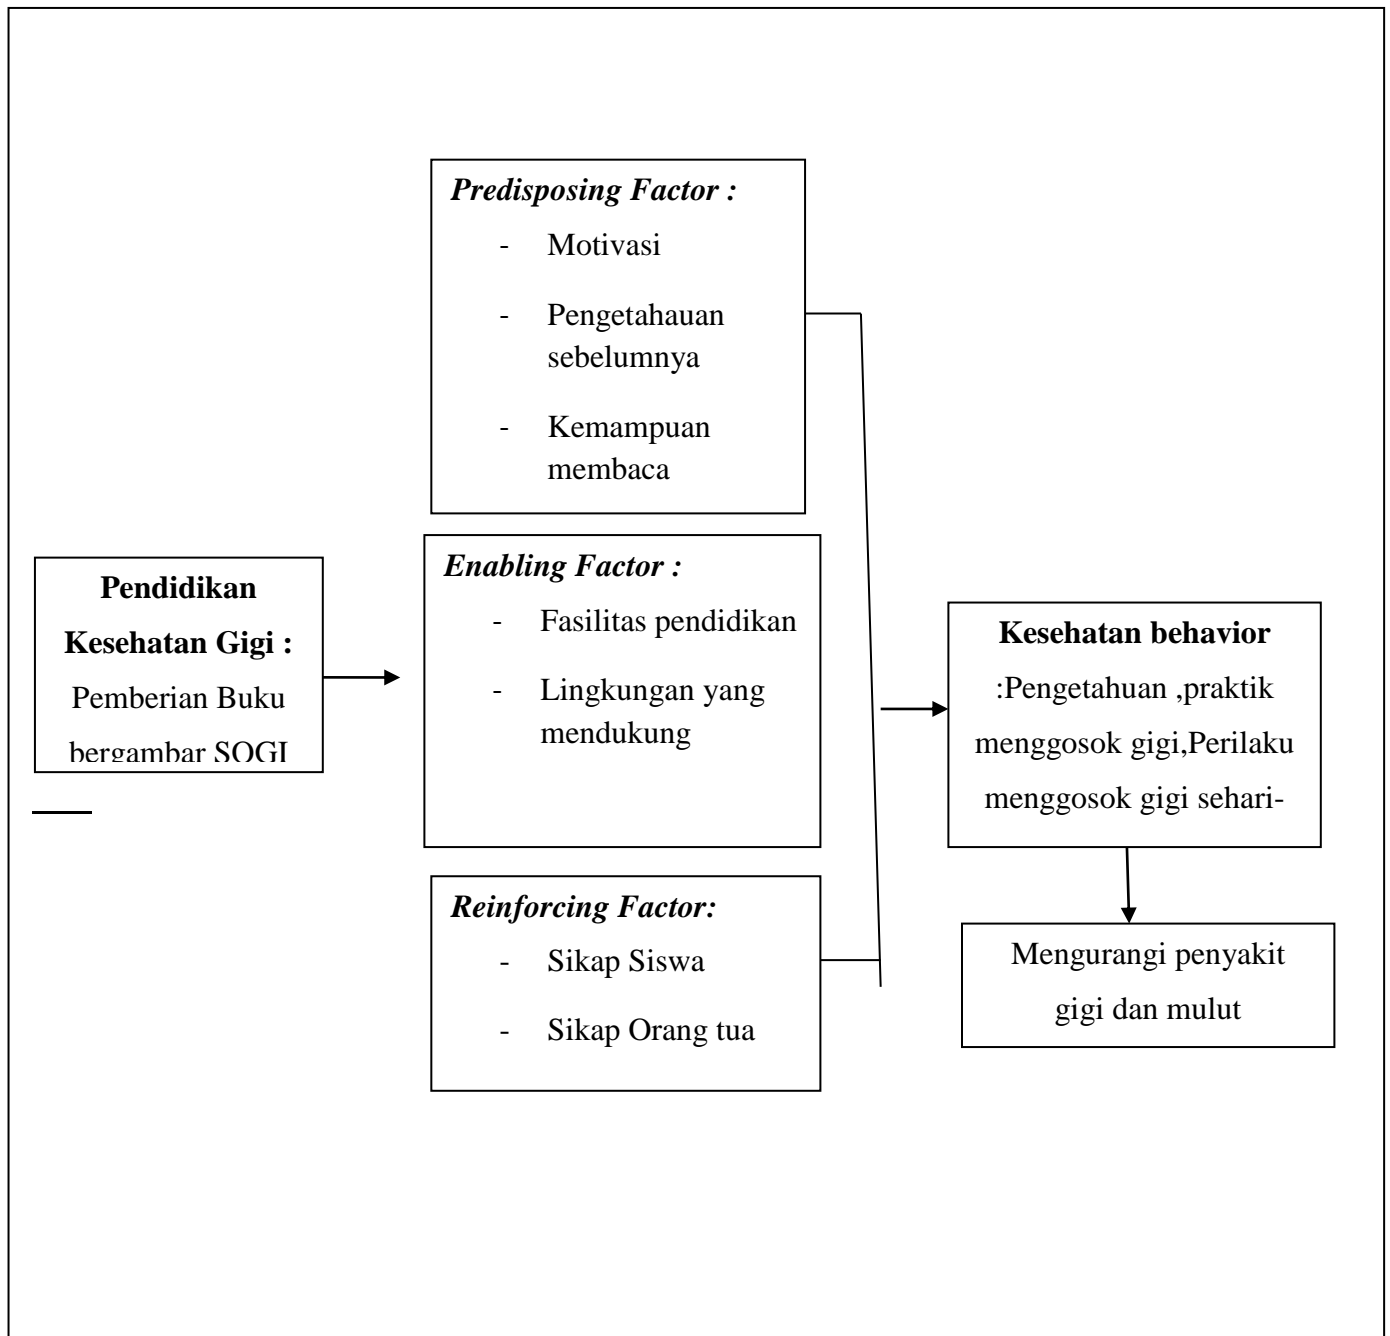 Predisposing Factor :
- Motivasi
- Pengetahauan
sebelumnya
- Kemampuan
membaca
Pendidikan
Kesehatan Gigi :
Pemberian Buku
bergambar SOGI
Enabling Factor :
- Fasilitas pendidikan
- Lingkungan yang
mendukung
Reinforcing Factor:
- Sikap Siswa
- Sikap Orang tua
Kesehatan behavior
:Pengetahuan ,praktik
menggosok gigi,Perilaku
menggosok gigi sehari-
Mengurangi penyakit
gigi dan mulut